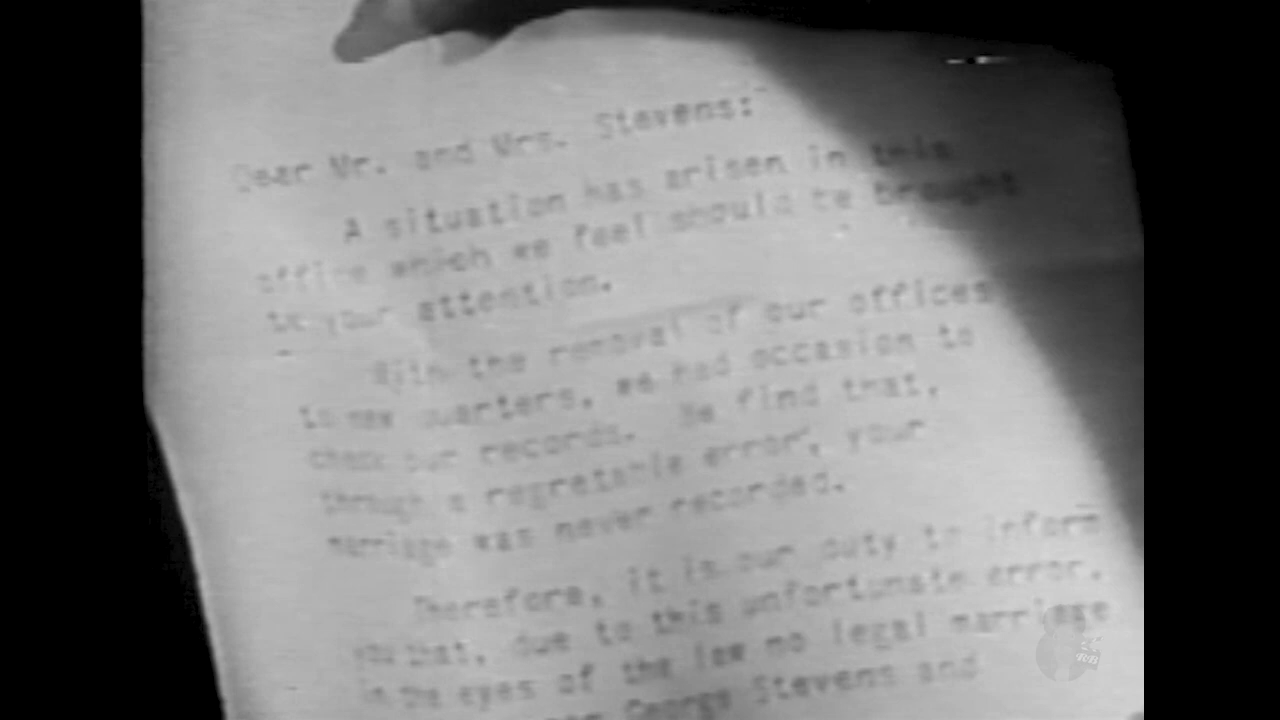 Dear Mr. and Mrs. Stevens:
A situation has arisen in this
office which we feel should be brought
to your attention.
With the removal of our offices
to new quarters, we had occasion to
check our records. We find that,
through a regretable error, your
marriage was never recorded.
Therefore, it is our duty to inform
you that, due to this unfortunate error,
in the eyes of the law no legal marriage
George Stevens and
RB